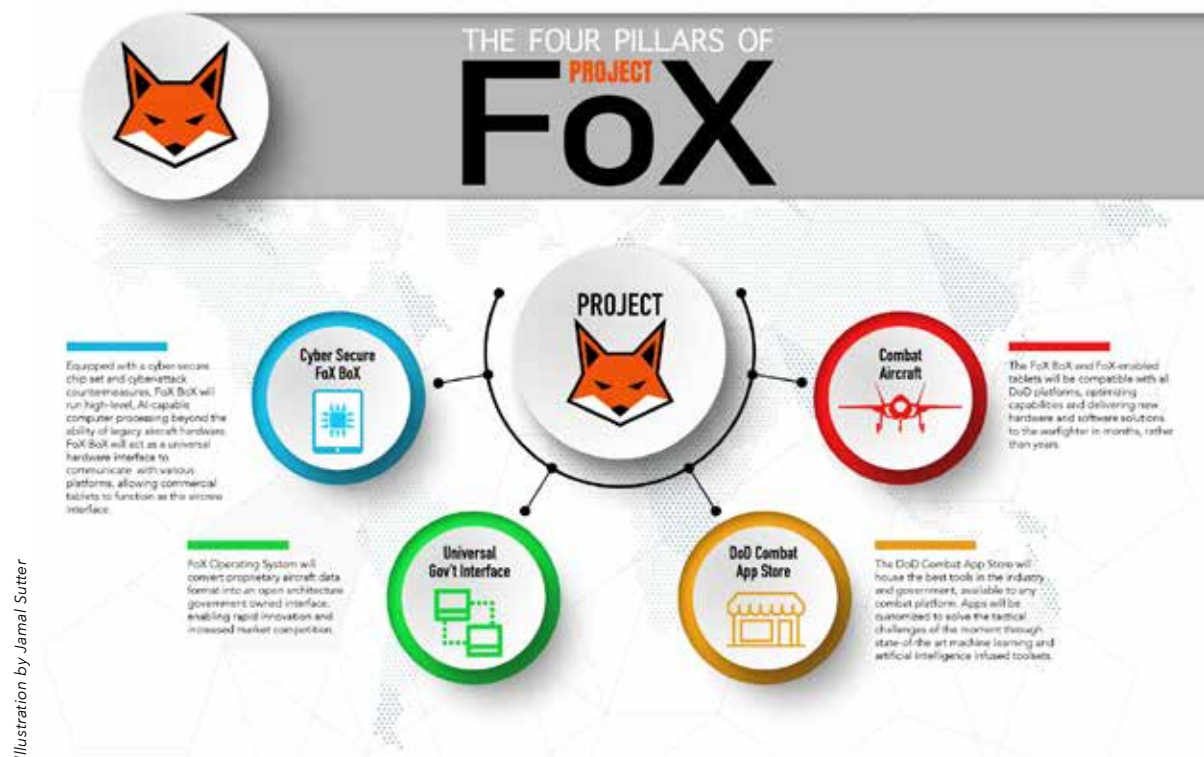 THE FOUR PILLARS OF
PROJECT
FoX
PROJECT
Cyber Secure
FoX BoX
Equipped with a cyber-secure
chip set and cyberattack
countermeasures, FoX BoX will
run high-level, AI-capable
computer processing beyond the
ability of legacy aircraft hardware.
FoX BoX will act as a universal
hardware interface to
communicate with various
platforms, allowing commercial
tablets to function as the aircrew
interface.
Combat
Aircraft
The FoX BoX and FoX-enabled
tablets will be compatible with all
DoD platforms, optimizing
capabilities and delivering new
hardware and software solutions
to the warfighter in months, rather
than years.
Universal
Gov't Interface
FoX Operating System will
convert proprietary aircraft data
format into an open architecture
government owned interface,
enabling rapid innovation and
increased market competition.
DoD Combat
App Store
The DoD Combat App Store will
house the best tools in the industry
and government, available to any
combat platform. Apps will be
customized to solve the tactical
challenges of the moment through
state-of-the art machine learning and
artificial intelligence infused toolsets.
Illustration by Jamal Sutter